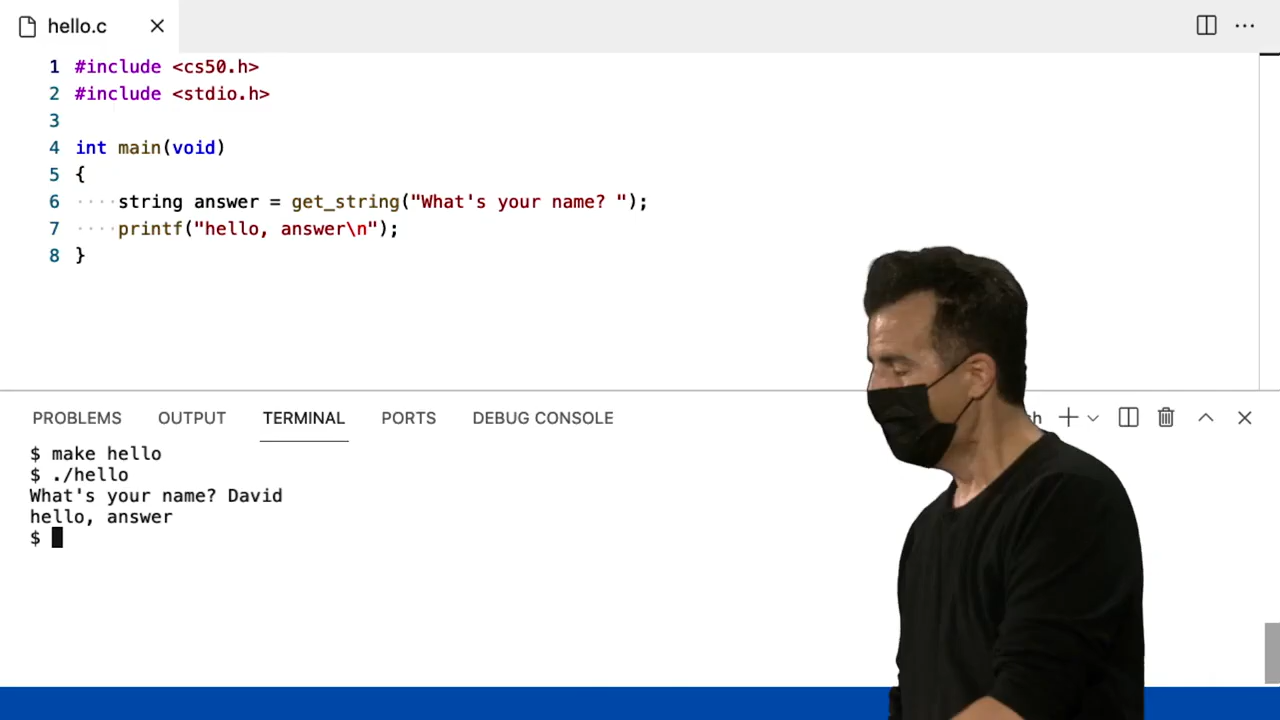 hello.c
1 #include <cs50.h>
2 #include <stdio.h>
3
4 int main(void)
5 {
6 ····string answer = get_string("What's your name? ");
7 ····printf("hello, answer\n");
8 }
PROBLEMS OUTPUT TERMINAL PORTS DEBUG CONSOLE
$ make hello
$ ./hello
What's your name? David
hello, answer
$